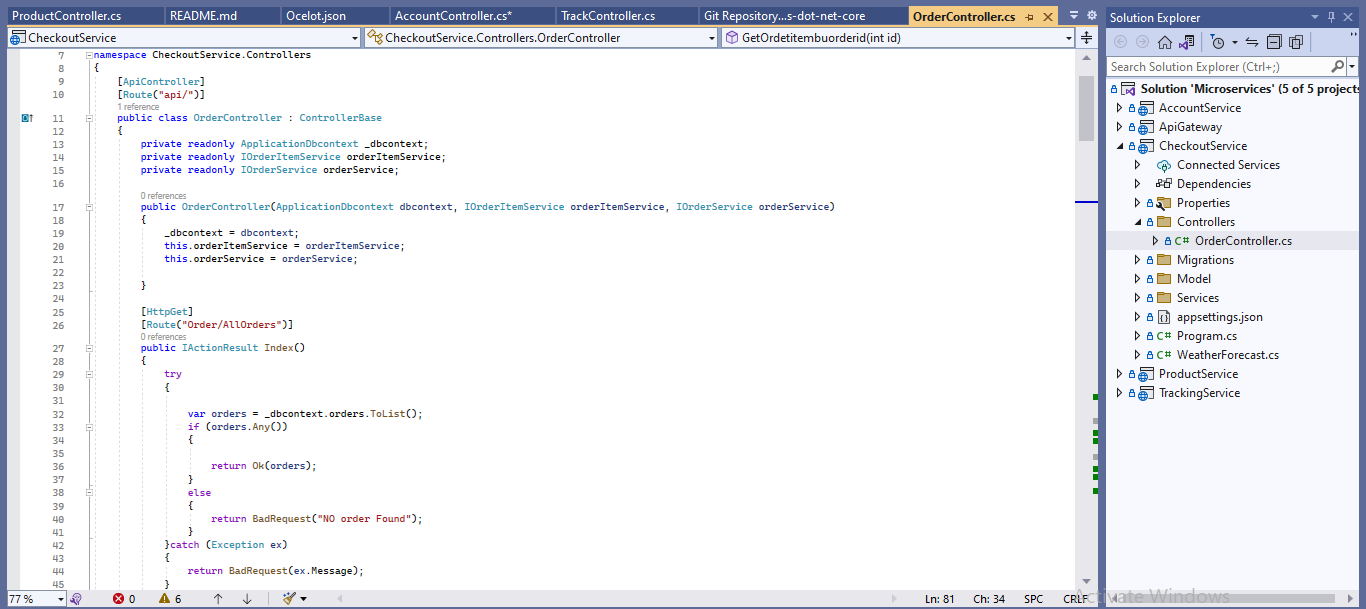 ProductController.cs README.md Ocelot.json AccountController.cs* TrackController.cs Git Repository...s-dot-net-core OrderController.cs
CheckoutService CheckoutService.Controllers.OrderController GetOrdetitembuorderid(int id)
7 namespace CheckoutService.Controllers
8 {
9 [ApiController]
10 [Route("api/")]
1 reference
11 public class OrderController : ControllerBase
12 {
13 private readonly ApplicationDbcontext _dbcontext;
14 private readonly IOrderItemService orderItemService;
15 private readonly IOrderService orderService;
16
0 references
17 public OrderController(ApplicationDbcontext dbcontext, IOrderItemService orderItemService, IOrderService orderService)
18 {
19 _dbcontext = dbcontext;
20 this.orderItemService = orderItemService;
21 this.orderService = orderService;
22
23 }
24
25 [HttpGet]
26 [Route("Order/AllOrders")]
0 references
27 public IActionResult Index()
28 {
29 try
30 {
31
32 var orders = _dbcontext.orders.ToList();
33 if (orders.Any())
34 {
35
36 return Ok(orders);
37 }
38 else
39 {
40 return BadRequest("NO order Found");
41 }
42 }catch (Exception ex)
43 {
44 return BadRequest(ex.Message);
45 }
77 % 0 6 Ln: 81 Ch: 34 SPC CRLF
Solution Explorer
Search Solution Explorer (Ctrl+;)
Solution 'Microservices' (5 of 5 projects
AccountService
ApiGateway
CheckoutService
Connected Services
Dependencies
Properties
Controllers
C# OrderController.cs
Migrations
Model
Services
appsettings.json
C# Program.cs
C# WeatherForecast.cs
ProductService
TrackingService
Activate Windows